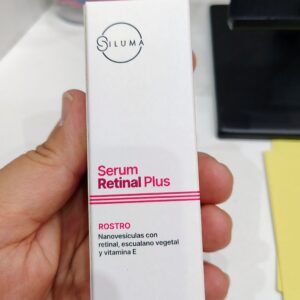 SILUMA
Serum
Retinal Plus
ROSTRO
Nanovesículas con
retinal, escualano vegetal
y vitamina E